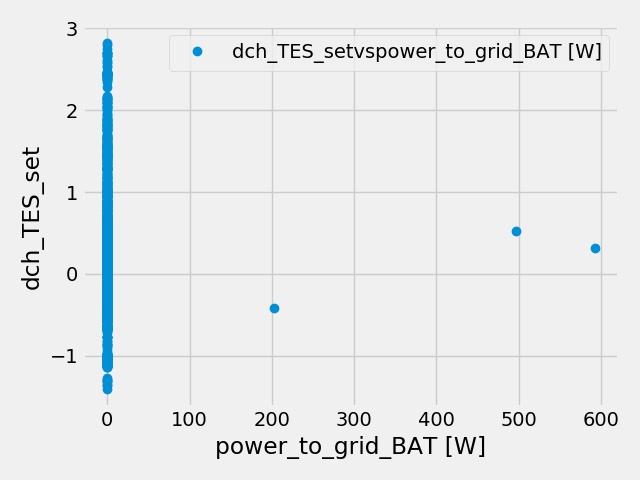 3
dch_TES_setvspower_to_grid_BAT [W]
2
1
0
−1
dch_TES_set
0 100 200 300 400 500 600
power_to_grid_BAT [W]